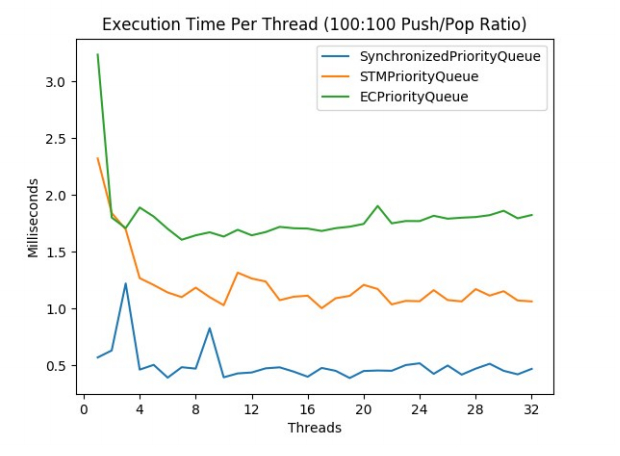 Execution Time Per Thread (100:100 Push/Pop Ratio)
SynchronizedPriorityQueue
STMPriorityQueue
ECPriorityQueue
Milliseconds
3.0
2.5
2.0
1.5
1.0
0.5
0 4 8 12 16 20 24 28 32
Threads